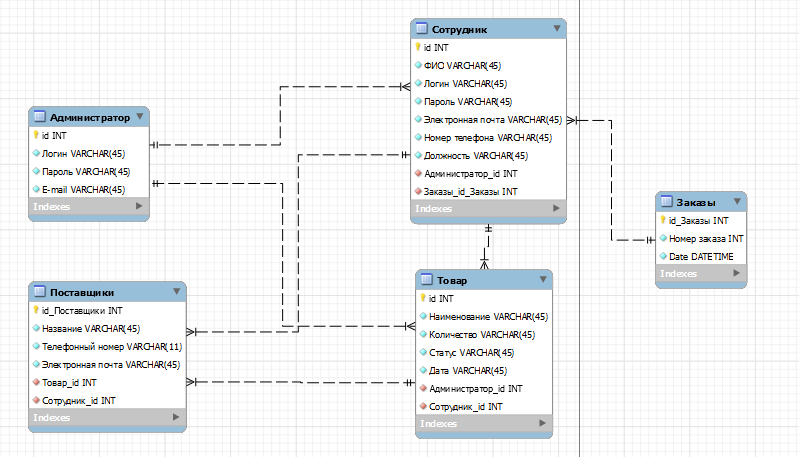 Сотрудник
id INT
ФИО VARCHAR(45)
Логин VARCHAR(45)
Пароль VARCHAR(45)
Электронная почта VARCHAR(45)
Номер телефона VARCHAR(45)
Должность VARCHAR(45)
Администратор_id INT
Заказы_id_Заказы INT
Indexes
Администратор
id INT
Логин VARCHAR(45)
Пароль VARCHAR(45)
E-mail VARCHAR(45)
Indexes
Заказы
id_Заказы INT
Номер заказа INT
Date DATETIME
Indexes
Поставщики
id_Поставщики INT
Название VARCHAR(45)
Телефонный номер VARCHAR(11)
Электронная почта VARCHAR(45)
Товар_id INT
Сотрудник_id INT
Indexes
Товар
id INT
Наименование VARCHAR(45)
Количество VARCHAR(45)
Статус VARCHAR(45)
Дата VARCHAR(45)
Администратор_id INT
Сотрудник_id INT
Indexes